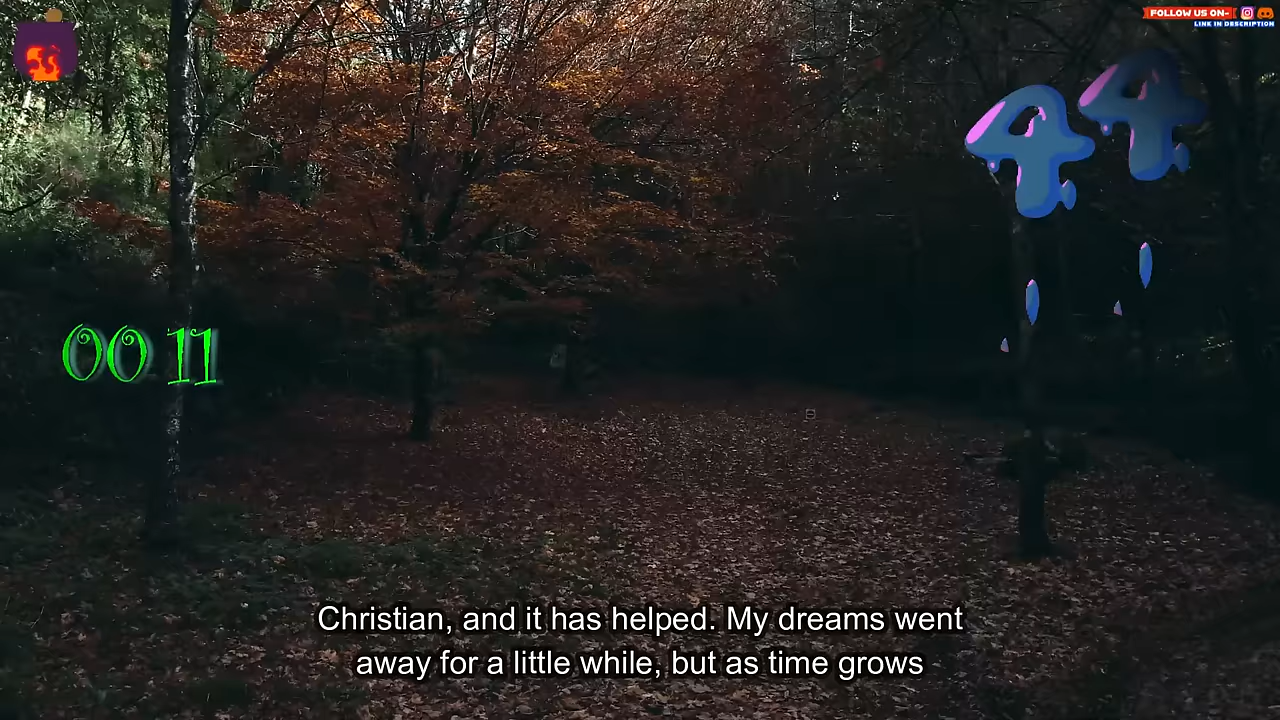 FOLLOW US ON-
LINK IN DESCRIPTION
44
00 11
Christian, and it has helped. My dreams went
away for a little while, but as time grows